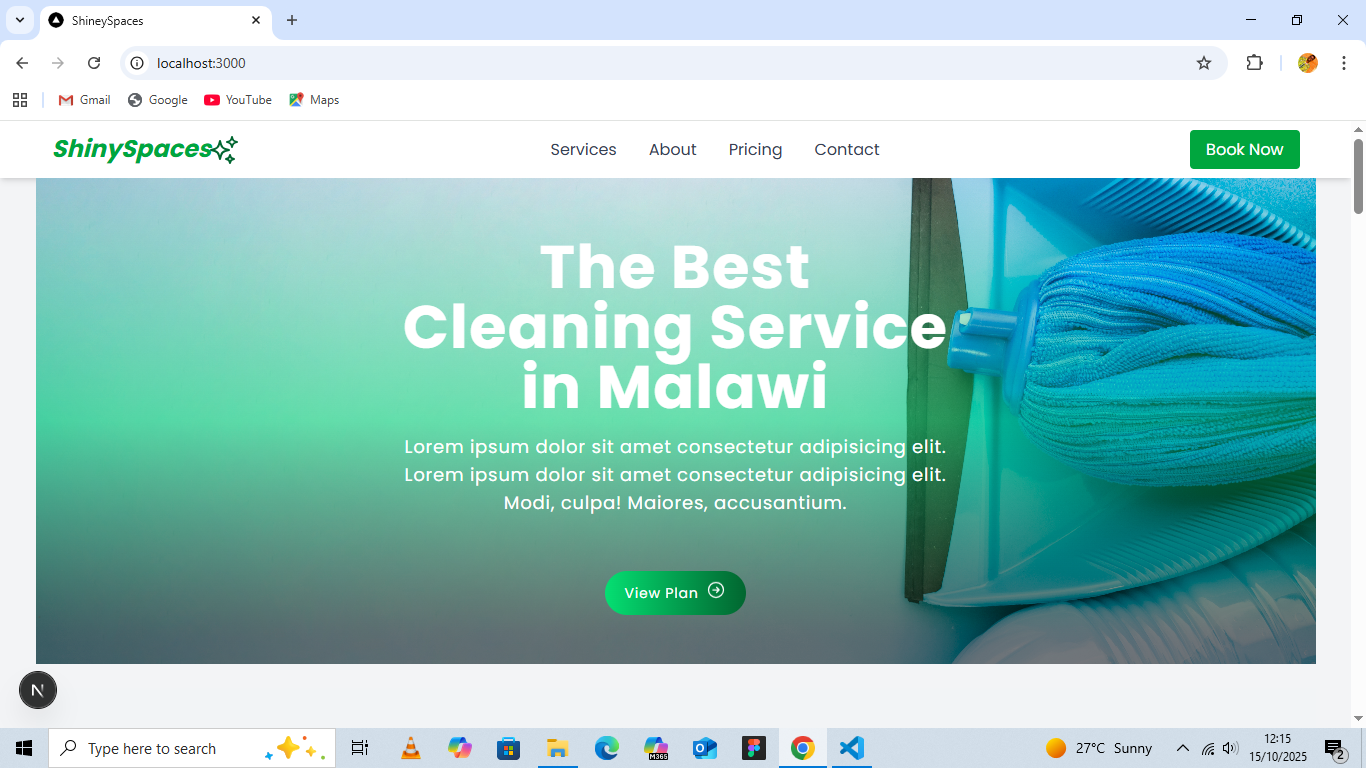 ShineySpaces
localhost:3000
Gmail
Google
YouTube
Maps
ShinySpaces
Services
About
Pricing
Contact
Book Now
The Best
Cleaning Service
in Malawi
Lorem ipsum dolor sit amet consectetur adipisicing elit.
Lorem ipsum dolor sit amet consectetur adipisicing elit.
Modi, culpa! Maiores, accusantium.
View Plan
N
Type here to search
M365
27°C Sunny
12:15
15/10/2025
2